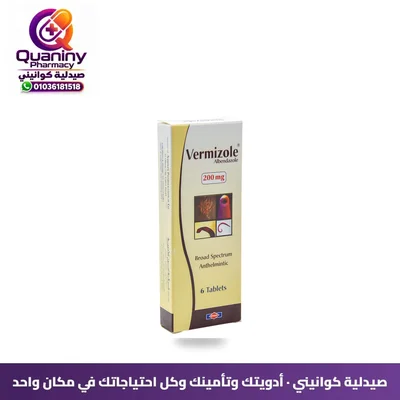 Quaniny
Pharmacy
صيدلية كوانيني
01036181518
Vermizole
Albendazole
200 mg
Broad Spectrum
Anthelmintic
6 Tablets
صيدلية كوانيني - أدويتك وتأمينك وكل احتياجاتك في مكان واحد